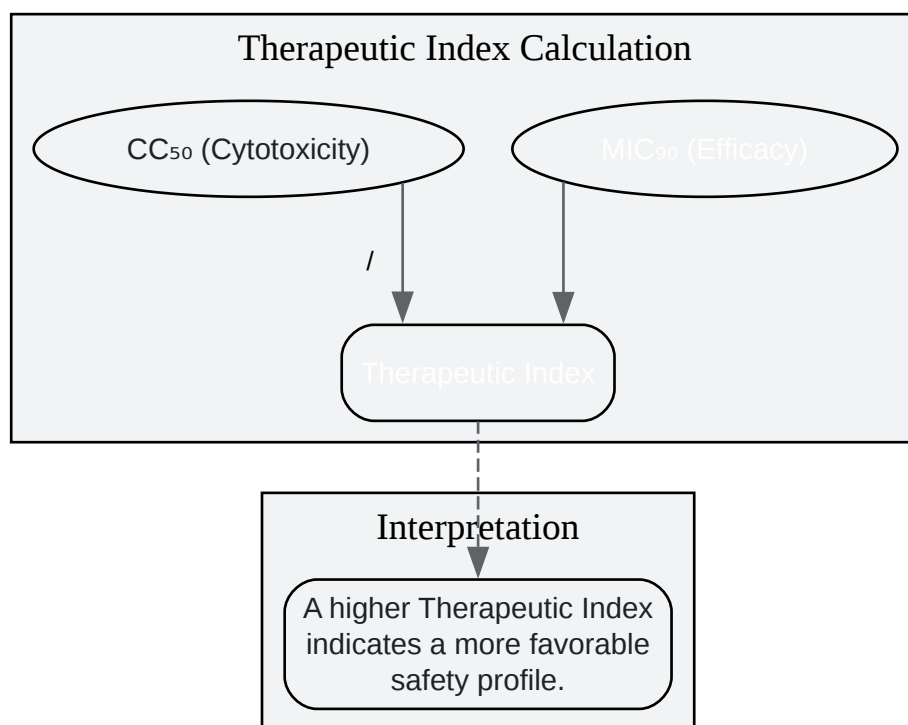 Therapeutic Index Calculation
CC₅₀ (Cytotoxicity)
MIC₉₀ (Efficacy)
/
Therapeutic Index
Interpretation
A higher Therapeutic Index
indicates a more favorable
safety profile.